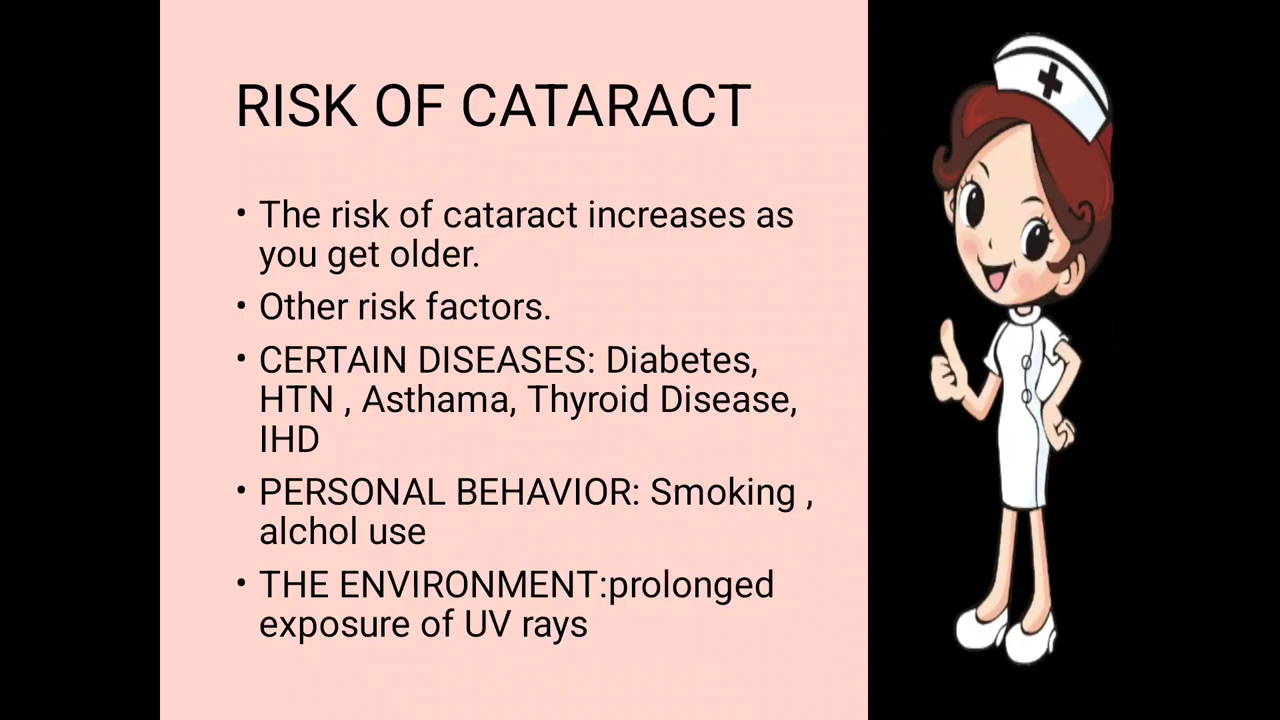 RISK OF CATARACT
• The risk of cataract increases as
you get older.
• Other risk factors.
• CERTAIN DISEASES: Diabetes,
HTN , Asthama, Thyroid Disease,
IHD
• PERSONAL BEHAVIOR: Smoking ,
alchol use
• THE ENVIRONMENT:prolonged
exposure of UV rays